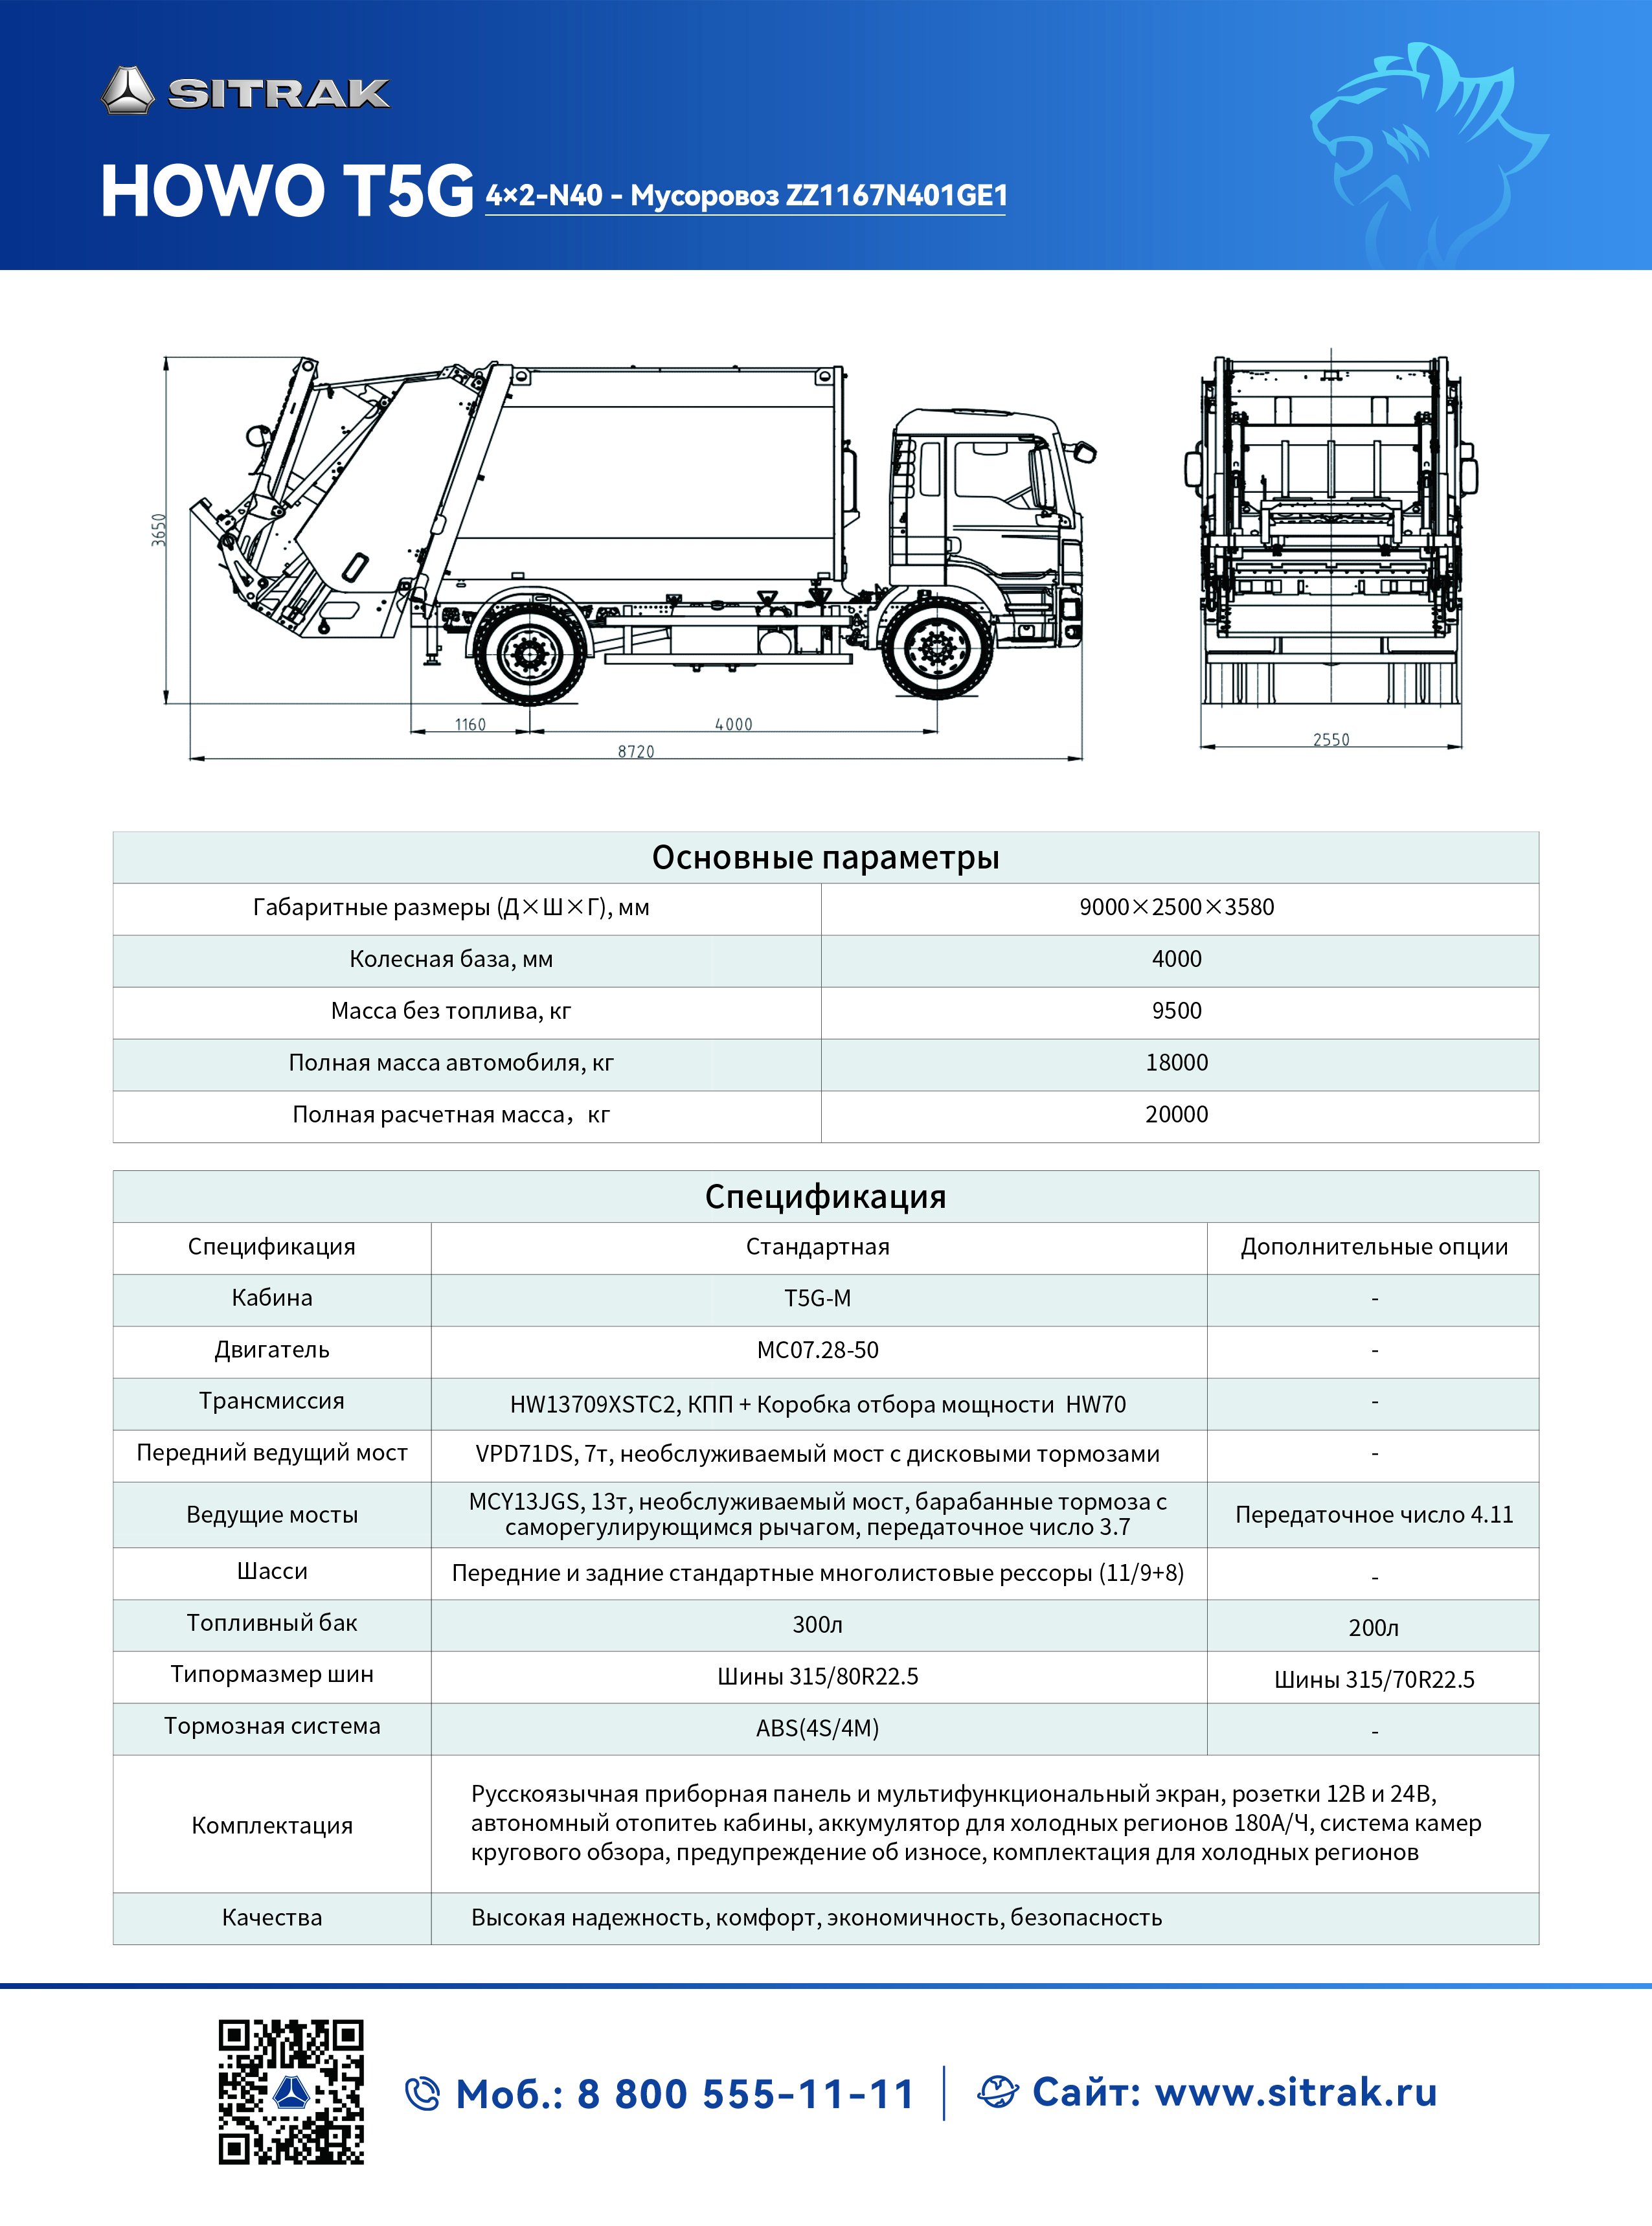 SITRAK
HOWO T5G 4×2-N40 - Мусоровоз ZZ1167N401GE1
3650
1160
4000
8720
2550
Основные параметры
Габаритные размеры (Д×Ш×Г), мм 9000×2500×3580
Колесная база, мм 4000
Масса без топлива, кг 9500
Полная масса автомобиля, кг 18000
Полная расчетная масса，кг 20000
Спецификация
Спецификация Стандартная Дополнительные опции
Кабина T5G-M -
Двигатель MC07.28-50 -
Трансмиссия HW13709XSTC2, КПП + Коробка отбора мощности HW70 -
Передний ведущий мост VPD71DS, 7т, необслуживаемый мост с дисковыми тормозами -
Ведущие мосты MCY13JGS, 13т, необслуживаемый мост, барабанные тормоза с
саморегулирующимся рычагом, передаточное число 3.7 Передаточное число 4.11
Шасси Передние и задние стандартные многолистовые рессоры (11/9+8) -
Топливный бак 300л 200л
Типормазмер шин Шины 315/80R22.5 Шины 315/70R22.5
Тормозная система ABS(4S/4M) -
Комплектация Русскоязычная приборная панель и мультифункциональный экран, розетки 12В и 24В,
автономный отопитеь кабины, аккумулятор для холодных регионов 180А/Ч, система камер
кругового обзора, предупреждение об износе, комплектация для холодных регионов
Качества Высокая надежность, комфорт, экономичность, безопасность
Моб.: 8 800 555-11-11
Сайт: www.sitrak.ru